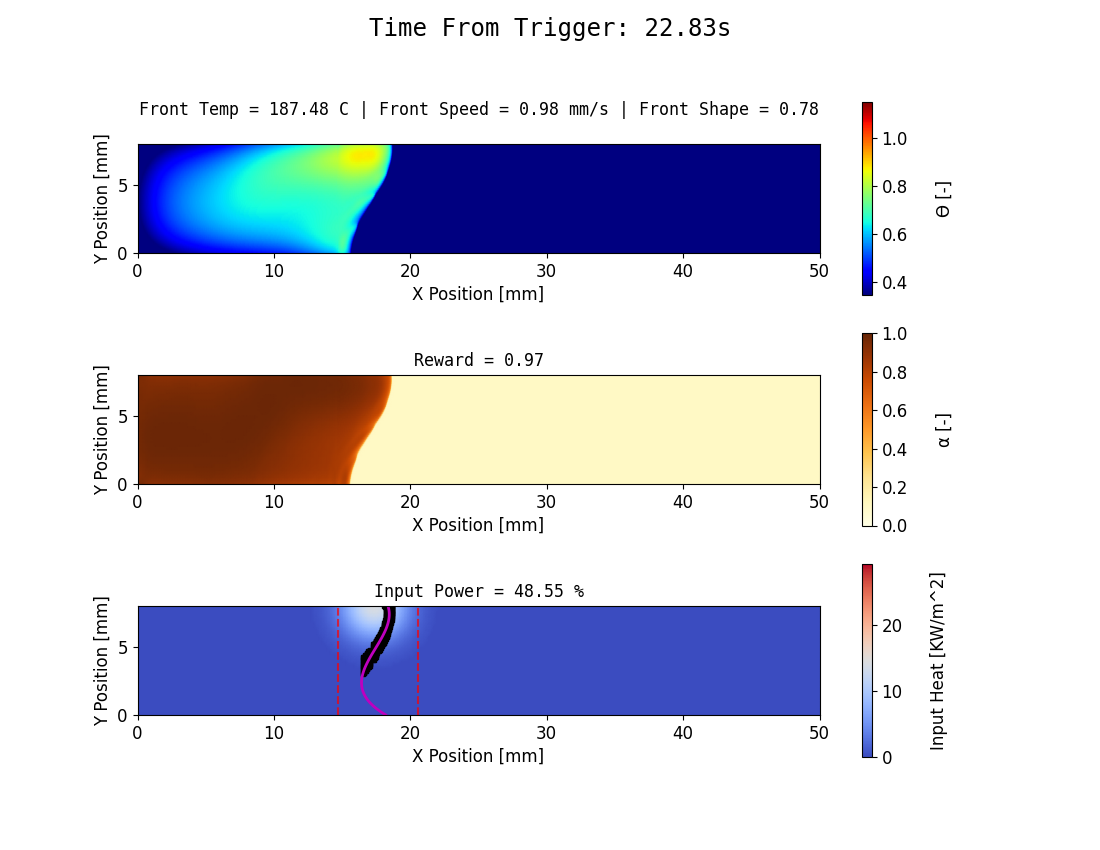 Time From Trigger: 22.83s
Front Temp = 187.48 C | Front Speed = 0.98 mm/s | Front Shape = 0.78
Y Position [mm]
5
0
0 10 20 30 40 50
X Position [mm]
1.0
0.8
0.6
0.4
Θ [-]
Reward = 0.97
Y Position [mm]
5
0
0 10 20 30 40 50
X Position [mm]
1.0
0.8
0.6
0.4
0.2
0.0
α [-]
Input Power = 48.55 %
Y Position [mm]
5
0
0 10 20 30 40 50
X Position [mm]
20
10
0
Input Heat [KW/m^2]